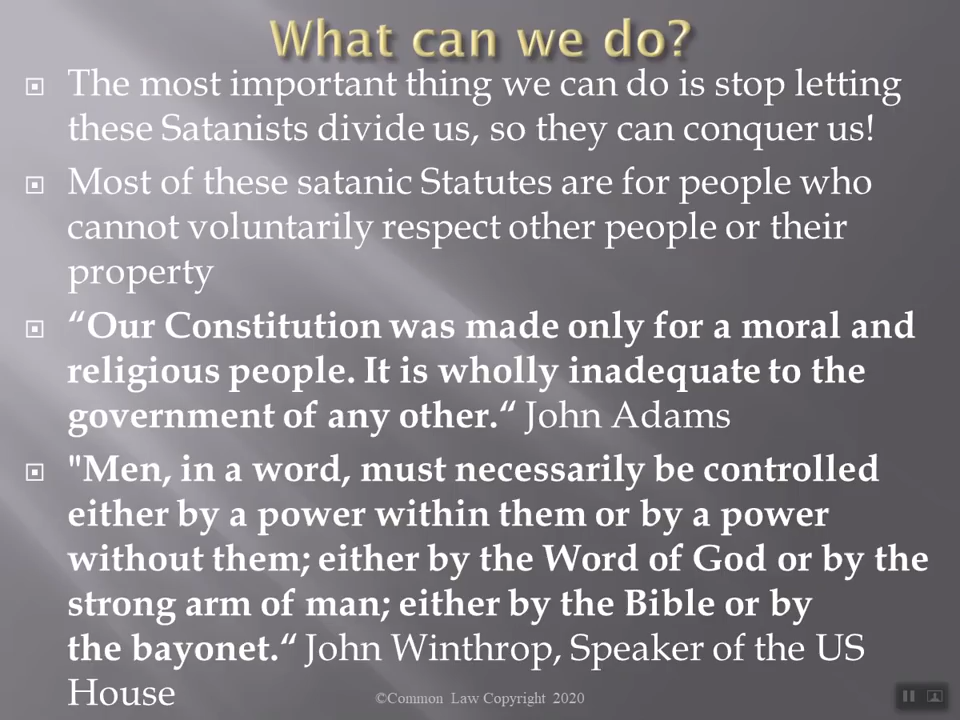 What can we do?
The most important thing we can do is stop letting
these Satanists divide us, so they can conquer us!
Most of these satanic Statutes are for people who
cannot voluntarily respect other people or their
property
“Our Constitution was made only for a moral and
religious people. It is wholly inadequate to the
government of any other.“ John Adams
"Men, in a word, must necessarily be controlled
either by a power within them or by a power
without them; either by the Word of God or by the
strong arm of man; either by the Bible or by
the bayonet.“ John Winthrop, Speaker of the US
House
©Common Law Copyright 2020